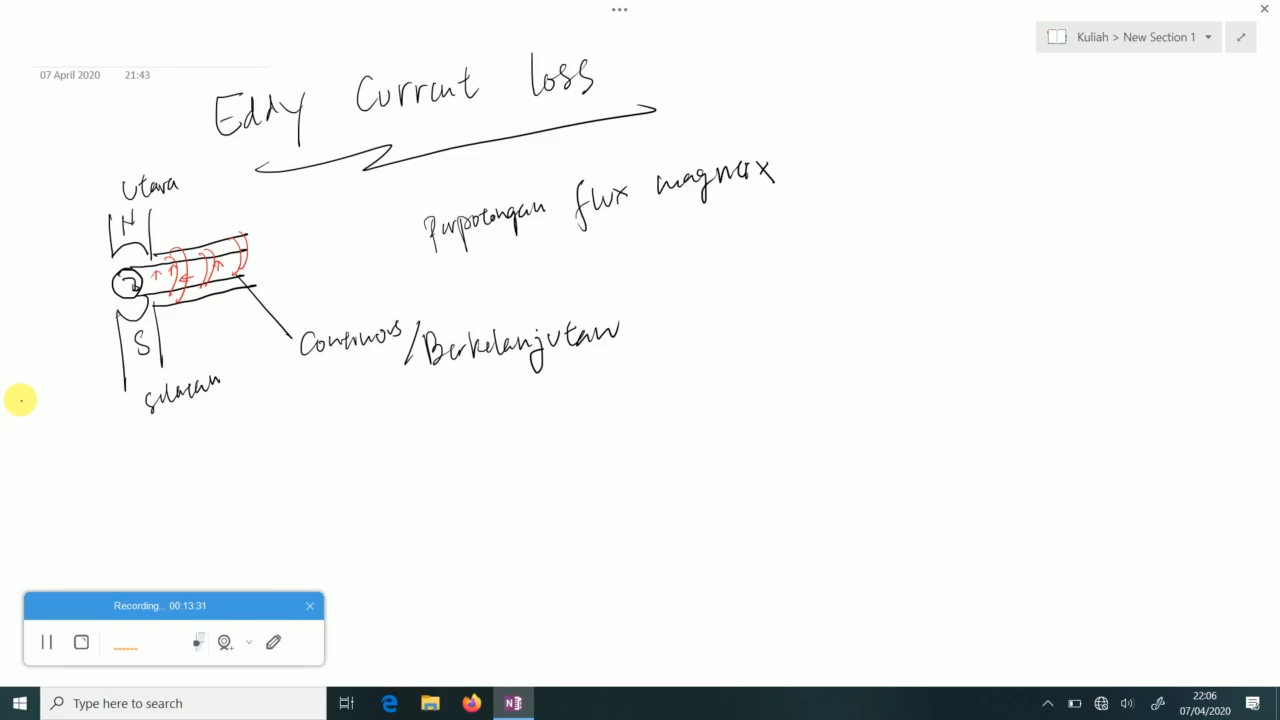 Kuliah > New Section 1
07 April 2020 21:43
Eddy Current loss
Utara
N
Perpotongan flux magnetx
S
Continuous /Berkelanjutan
Selatan
Recording... 00:13:31
Type here to search
22:06
07/04/2020